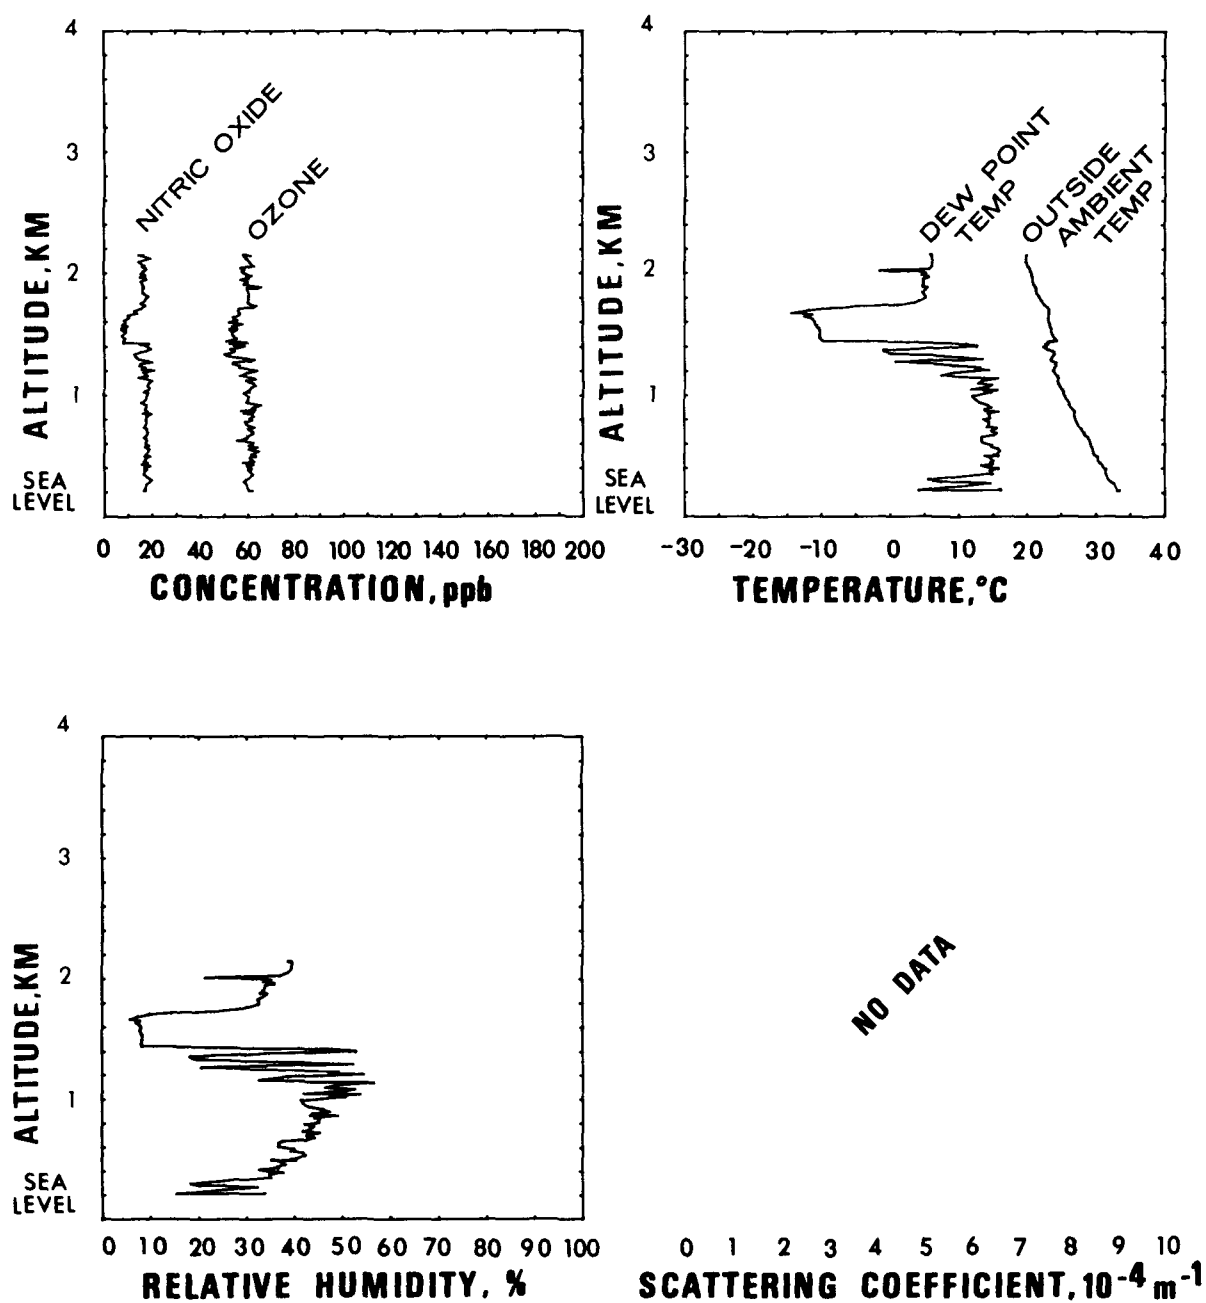 4
3
2
1
ALTITUDE, KM
SEA
LEVEL
NITRIC OXIDE
OZONE
0 20 40 60 80 100 120 140 160 180 200
CONCENTRATION, ppb
4
3
2
1
ALTITUDE, KM
SEA
LEVEL
DEW POINT
TEMP
OUTSIDE
AMBIENT
TEMP
-30 -20 -10 0 10 20 30 40
TEMPERATURE, °C
4
3
2
1
ALTITUDE, KM
SEA
LEVEL
0 10 20 30 40 50 60 70 80 90 100
RELATIVE HUMIDITY, %
NO DATA
0 1 2 3 4 5 6 7 8 9 10
SCATTERING COEFFICIENT, 10⁻⁴ m⁻¹